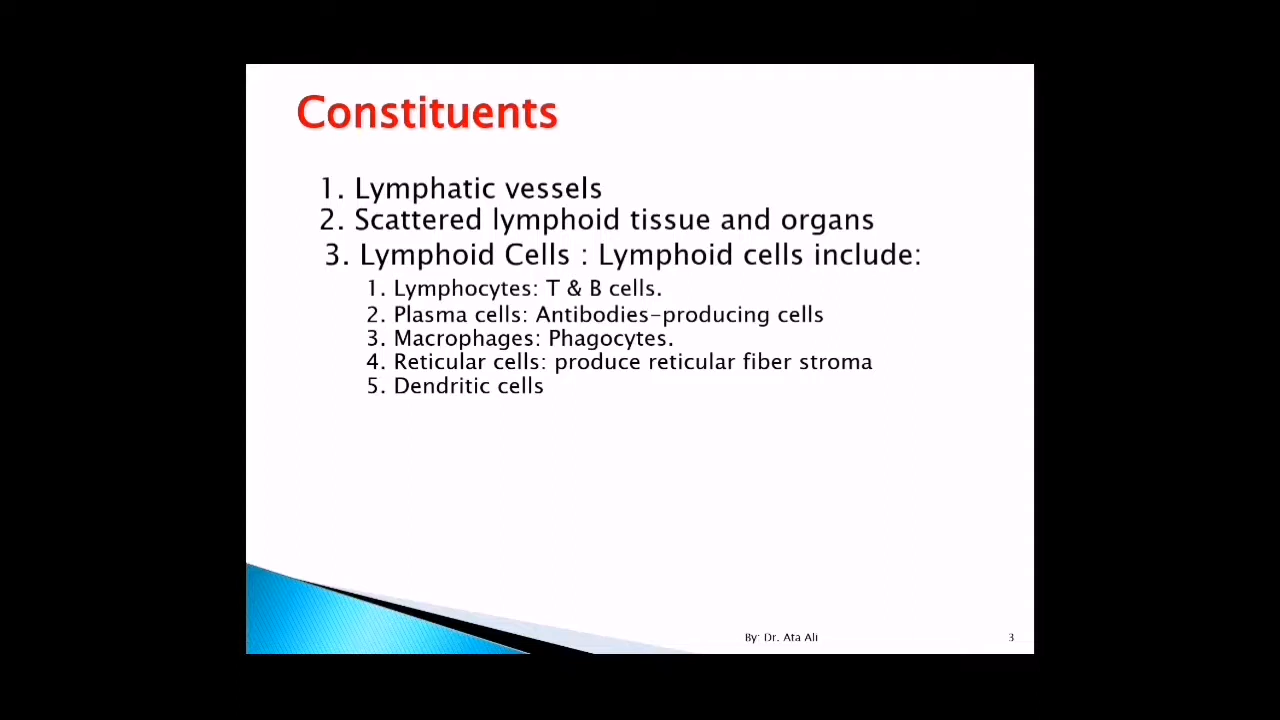 Constituents
1. Lymphatic vessels
2. Scattered lymphoid tissue and organs
3. Lymphoid Cells : Lymphoid cells include:
1. Lymphocytes: T & B cells.
2. Plasma cells: Antibodies-producing cells
3. Macrophages: Phagocytes.
4. Reticular cells: produce reticular fiber stroma
5. Dendritic cells
By: Dr. Ata Ali 3